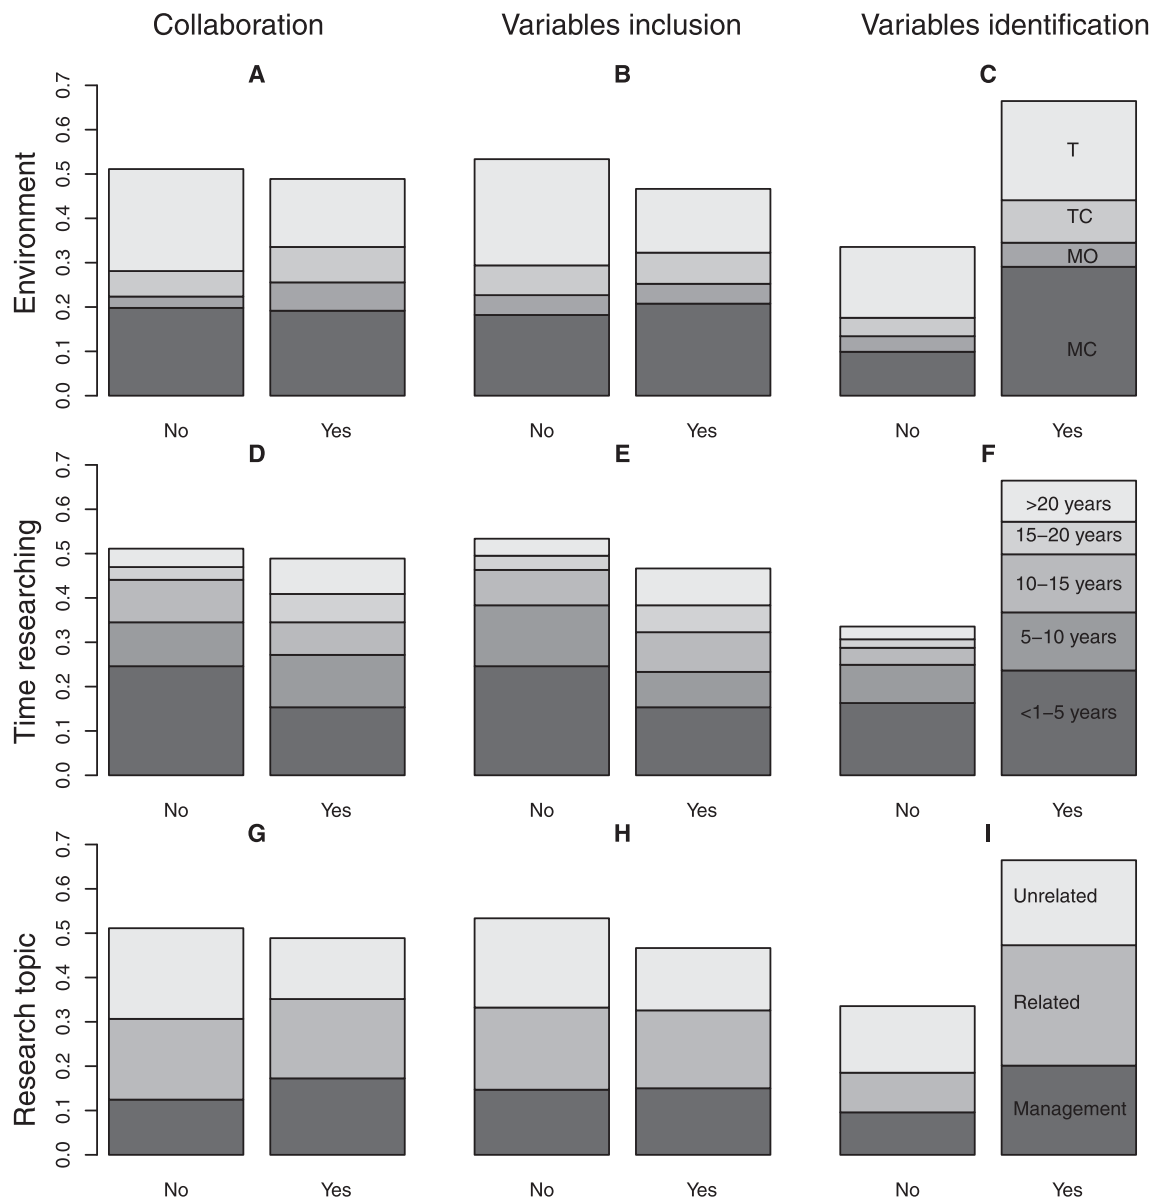 Collaboration
Variables inclusion
Variables identification
A
B
C
Environment
0.0 0.1 0.2 0.3 0.4 0.5 0.6 0.7
T
TC
MO
MC
No
Yes
No
Yes
No
Yes
D
E
F
Time researching
0.0 0.1 0.2 0.3 0.4 0.5 0.6 0.7
>20 years
15–20 years
10–15 years
5–10 years
<1–5 years
No
Yes
No
Yes
No
Yes
G
H
I
Research topic
0.0 0.1 0.2 0.3 0.4 0.5 0.6 0.7
Unrelated
Related
Management
No
Yes
No
Yes
No
Yes